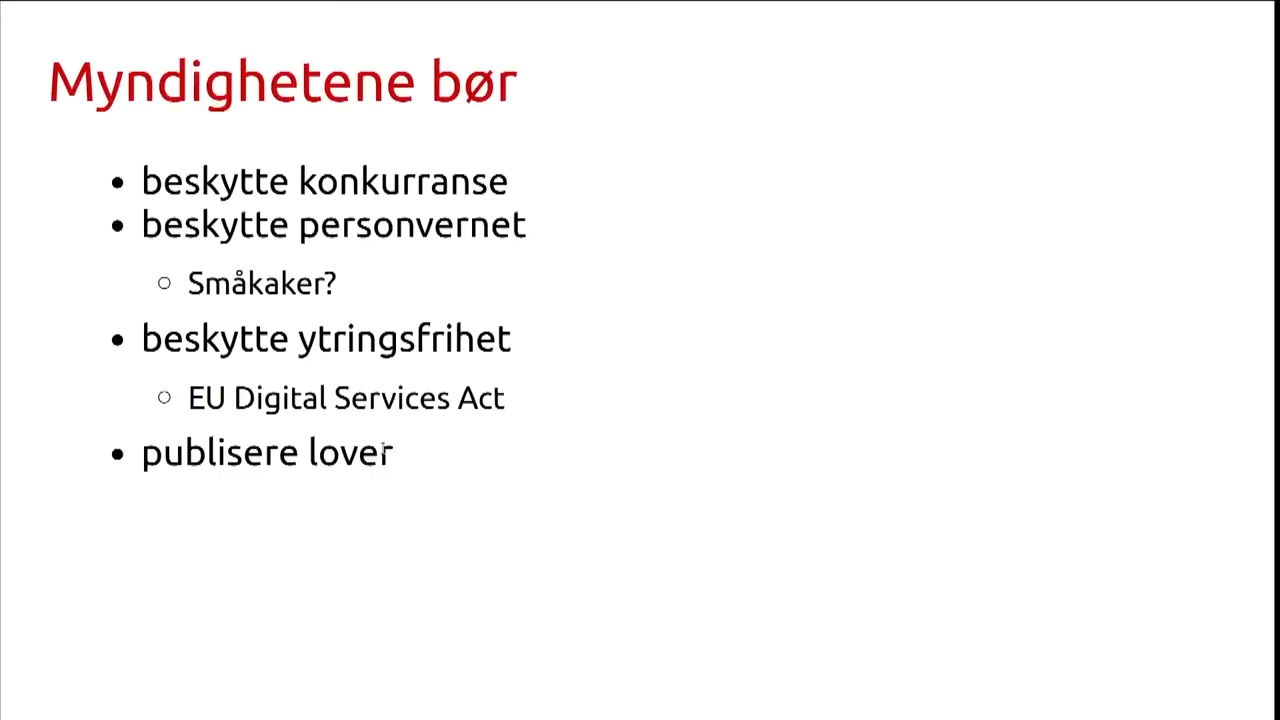 Myndighetene bør
beskytte konkurranse
beskytte personvernet
Småkaker?
beskytte ytringsfrihet
EU Digital Services Act
publisere lover